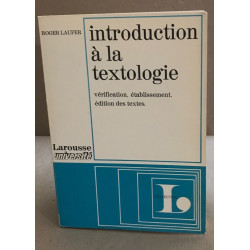 ROGER LAUFER
introduction
à la
textologie
vérification, établissement,
édition des textes.
Larousse
université
L